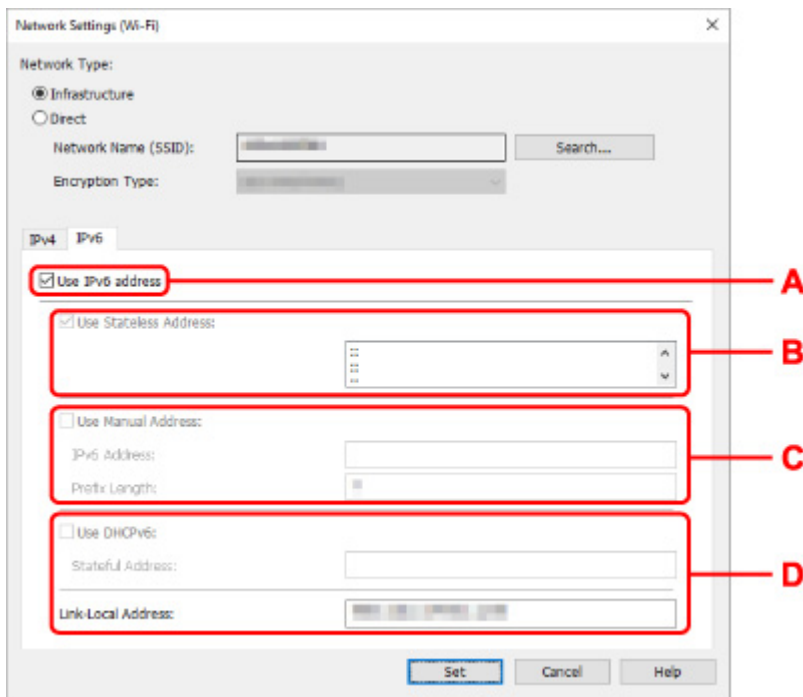 Network Settings (Wi-Fi)
Network Type:
Infrastructure
Direct
Network Name (SSID):
Search...
Encryption Type:
IPv4 IPv6
Use IPv6 address
A
Use Stateless Address:
::
::
::
B
Use Manual Address:
IPv6 Address:
Prefix Length:
C
Use DHCPv6:
Stateful Address:
D
Link-Local Address:
Set Cancel Help